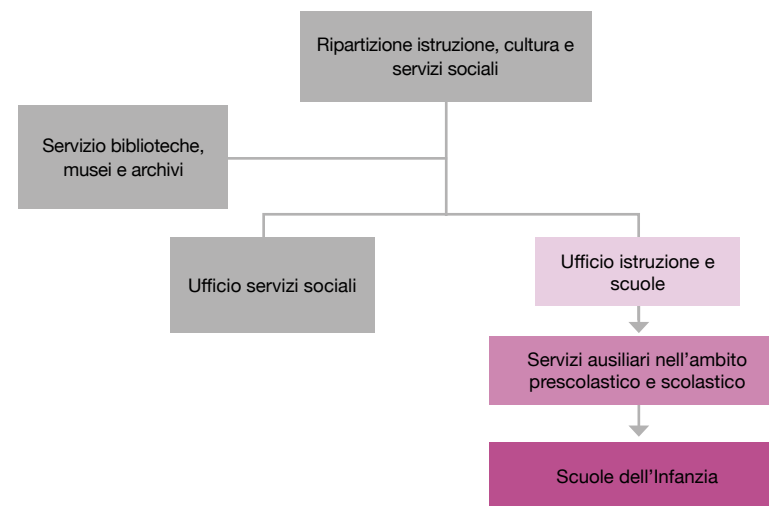 Ripartizione istruzione, cultura e
servizi sociali
Servizio biblioteche,
musei e archivi
Ufficio servizi sociali
Ufficio istruzione e
scuole
Servizi ausiliari nell’ambito
prescolastico e scolastico
Scuole dell’Infanzia